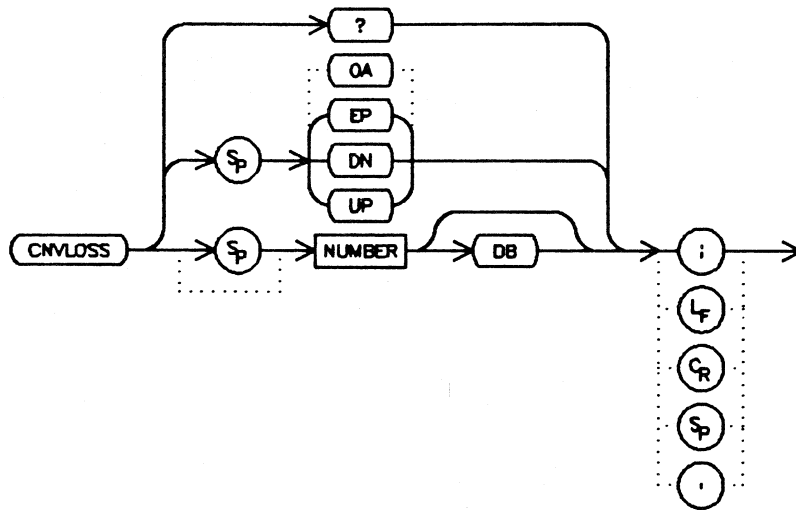 ?
OA
EP
SP DN
UP
CNVLOSS SP NUMBER DB ;
LF
CR
SP
,